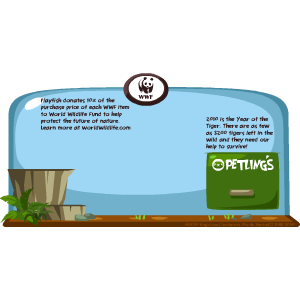 WWF
Playfish donates 10% of the
purchase price of each WWF item
to World Wildlife Fund to help
protect the future of nature.
Learn more at WorldWildlife.com
2010 is the Year of the
Tiger. There are as few
as 3200 tigers left in the
wild and they need our
help to survive!
PETLINGS